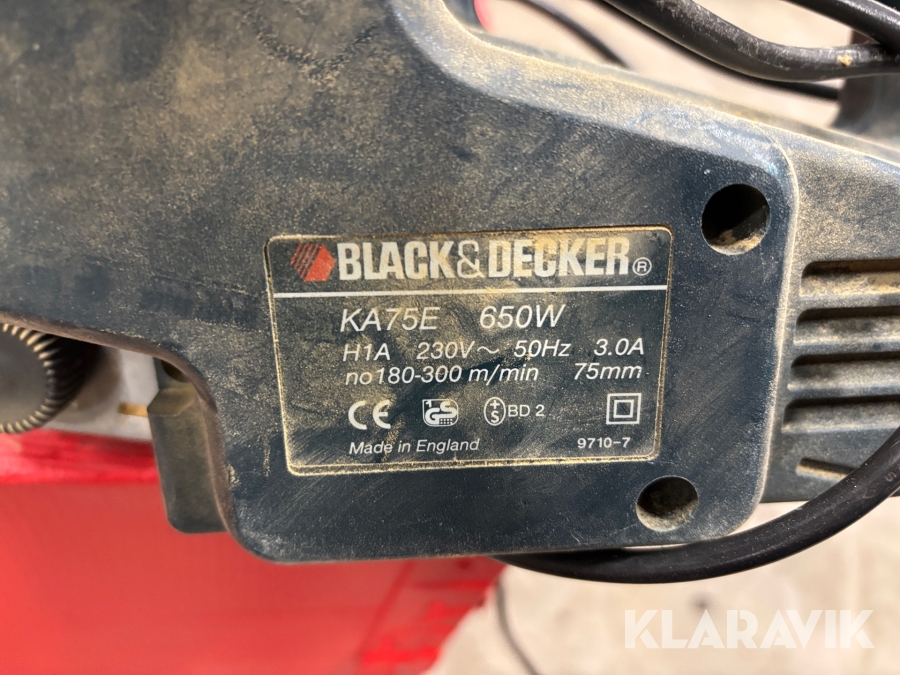 BLACK&DECKER®
KA75E 650W
H1A 230V~ 50Hz 3.0A
no180-300 m/min 75mm
CE GS BD 2
Made in England 9710-7
KLARAVIK